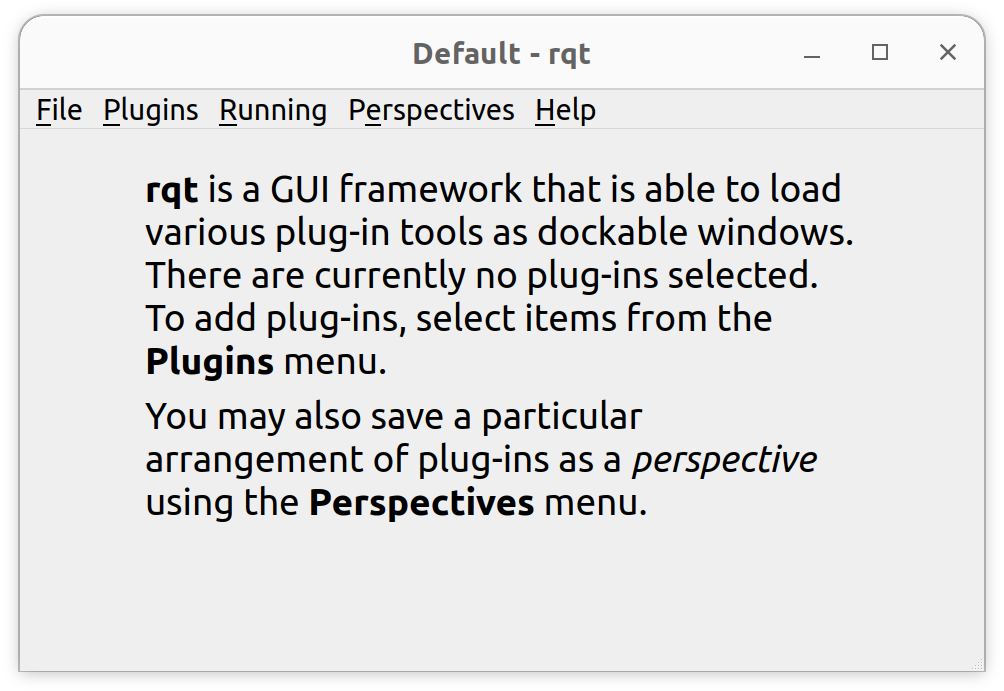 Default - rqt
File Plugins Running Perspectives Help
rqt is a GUI framework that is able to load
various plug-in tools as dockable windows.
There are currently no plug-ins selected.
To add plug-ins, select items from the
Plugins menu.
You may also save a particular
arrangement of plug-ins as a perspective
using the Perspectives menu.